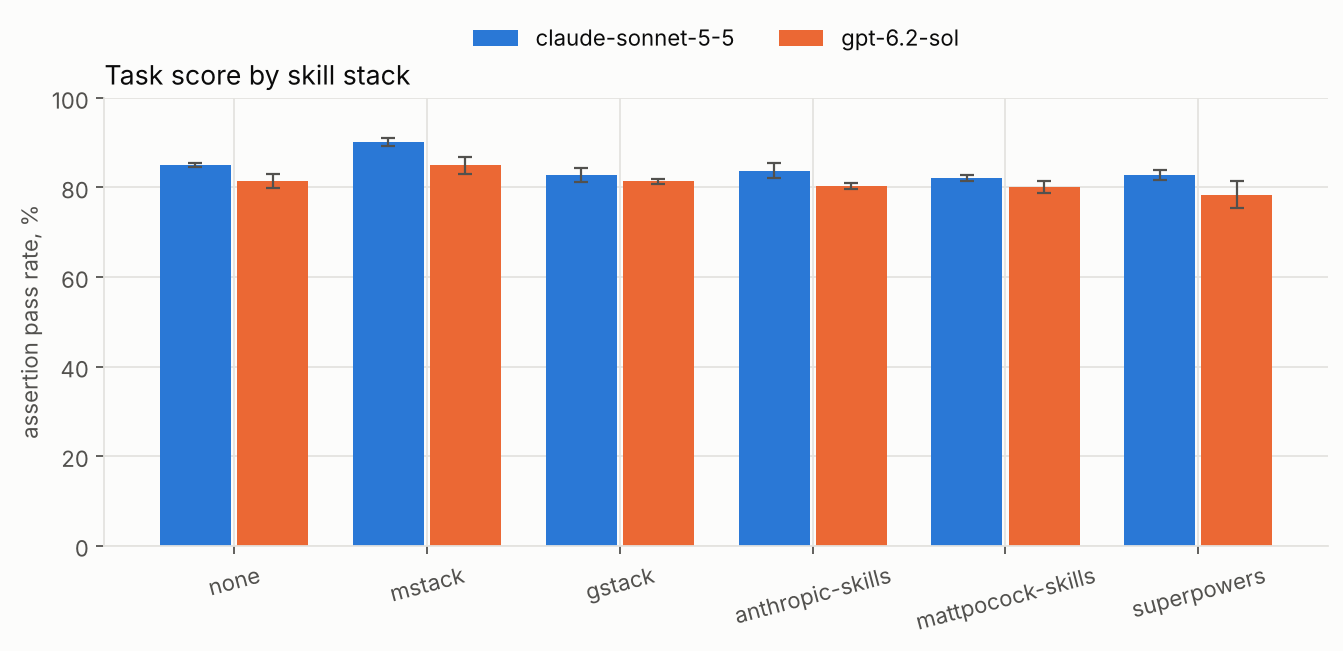 claude-sonnet-5-5
gpt-6.2-sol
Task score by skill stack
100
80
60
40
20
0
assertion pass rate, %
none
mstack
gstack
anthropic-skills
mattpocock-skills
superpowers